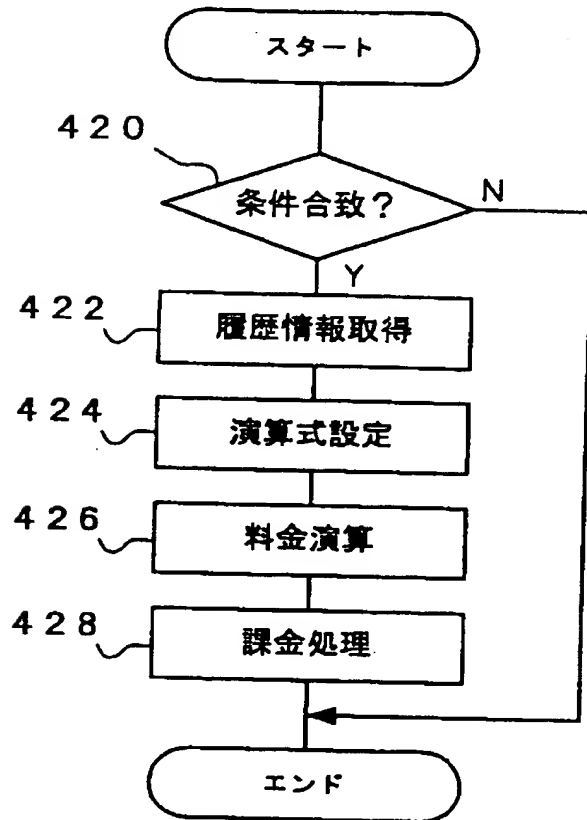 スタート
420
条件合致？
N
Y
422
履歴情報取得
424
演算式設定
426
料金演算
428
課金処理
エンド